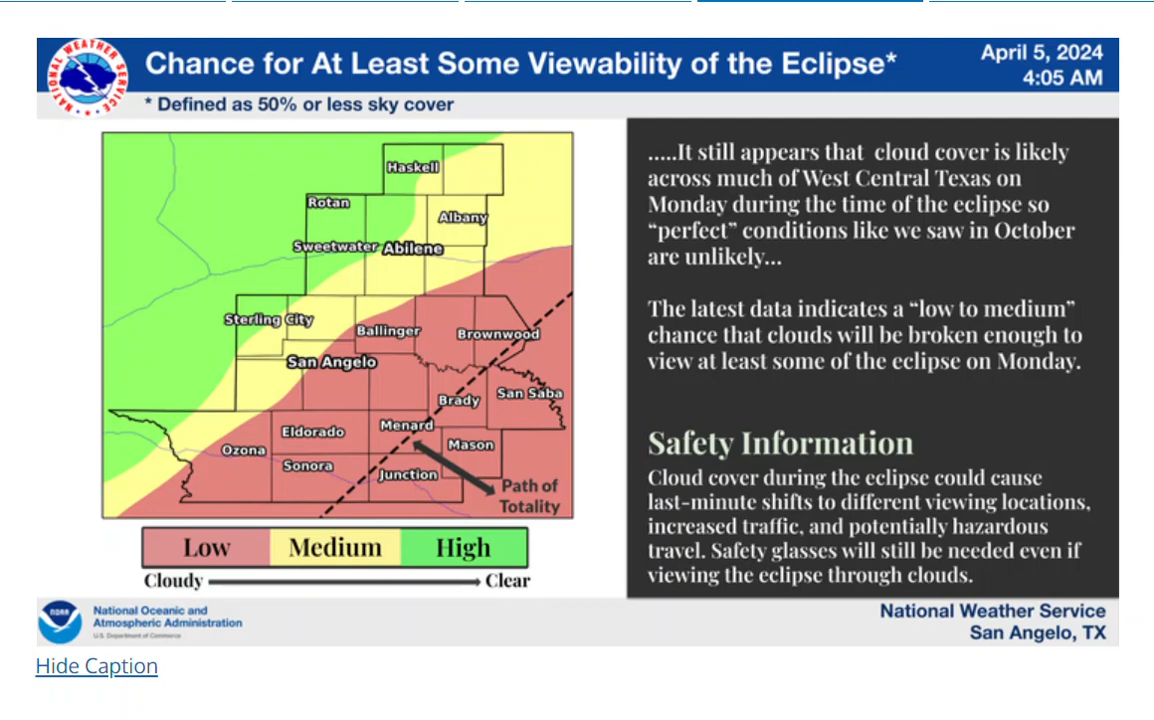 NATIONAL WEATHER SERVICE
Chance for At Least Some Viewability of the Eclipse*
April 5, 2024
4:05 AM
* Defined as 50% or less sky cover
Haskell
Rotan
Albany
Sweetwater
Abilene
Sterling City
Ballinger
Brownwood
San Angelo
Brady
San Saba
Menard
Eldorado
Ozona
Mason
Sonora
Junction
Path of
Totality
Low
Medium
High
Cloudy
Clear
.....It still appears that cloud cover is likely
across much of West Central Texas on
Monday during the time of the eclipse so
“perfect” conditions like we saw in October
are unlikely...
The latest data indicates a “low to medium”
chance that clouds will be broken enough to
view at least some of the eclipse on Monday.
Safety Information
Cloud cover during the eclipse could cause
last-minute shifts to different viewing locations,
increased traffic, and potentially hazardous
travel. Safety glasses will still be needed even if
viewing the eclipse through clouds.
NOAA
National Oceanic and
Atmospheric Administration
U.S. Department of Commerce
National Weather Service
San Angelo, TX
Hide Caption